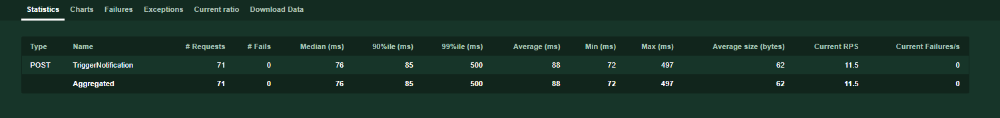 Statistics Charts Failures Exceptions Current ratio Download Data
Type Name # Requests # Fails Median (ms) 90%ile (ms) 99%ile (ms) Average (ms) Min (ms) Max (ms) Average size (bytes) Current RPS Current Failures/s
POST TriggerNotification 71 0 76 85 500 88 72 497 62 11.5 0
Aggregated 71 0 76 85 500 88 72 497 62 11.5 0